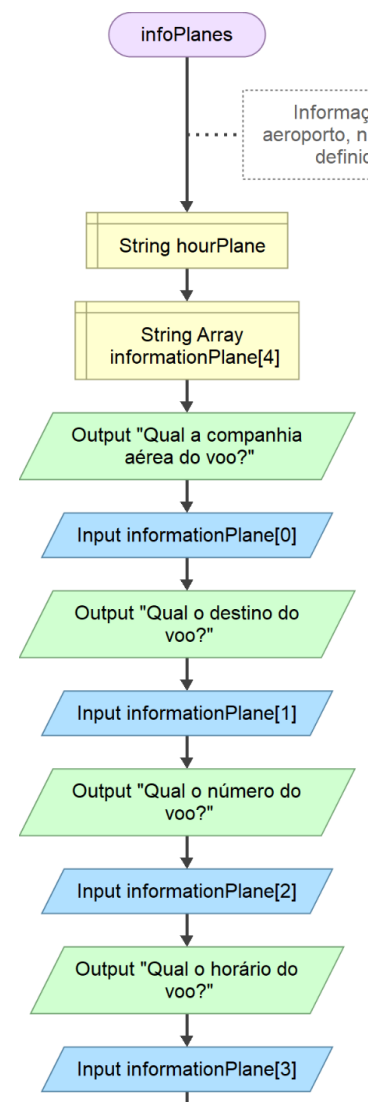 infoPlanes
Informaç
aeroporto, n
defini
String hourPlane
String Array
informationPlane[4]
Output "Qual a companhia
aérea do voo?"
Input informationPlane[0]
Output "Qual o destino do
voo?"
Input informationPlane[1]
Output "Qual o número do
voo?"
Input informationPlane[2]
Output "Qual o horário do
voo?"
Input informationPlane[3]